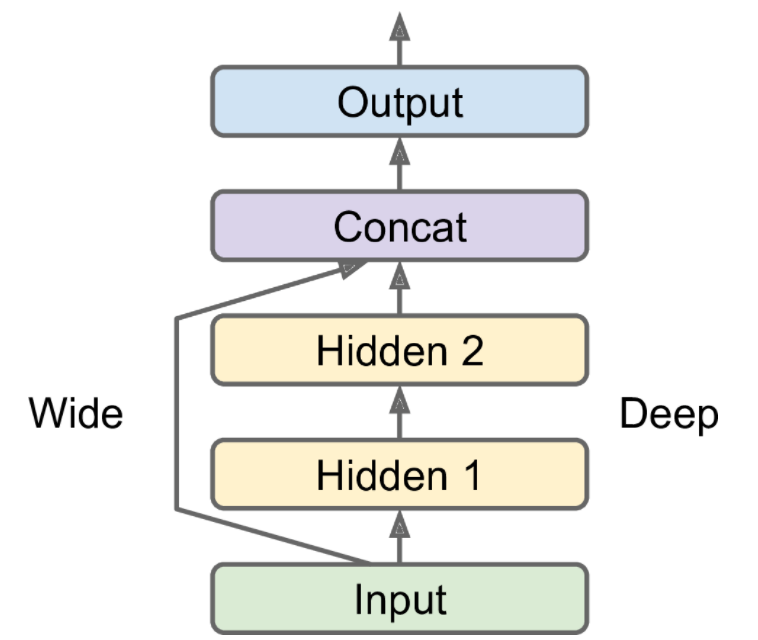 Output
Concat
Hidden 2
Wide
Deep
Hidden 1
Input